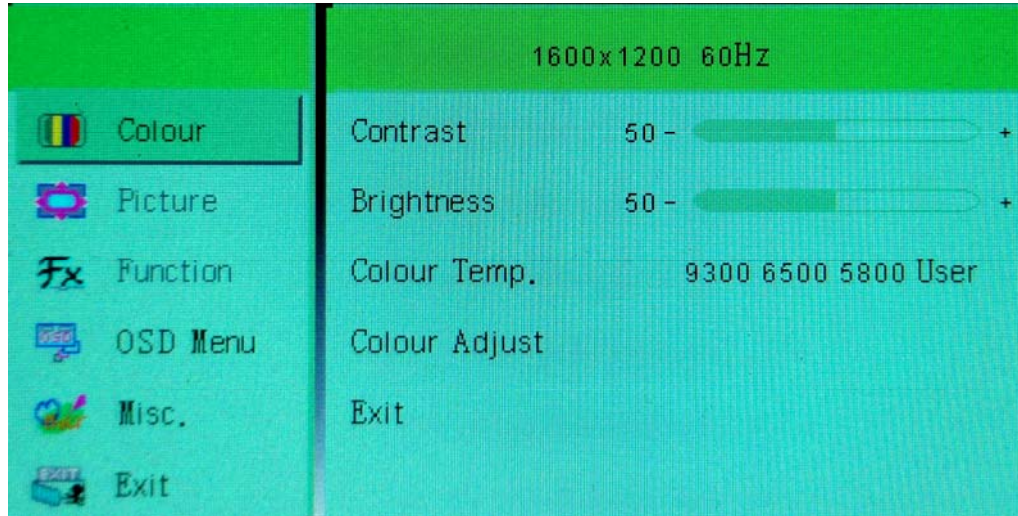 1600x1200 60Hz
Colour
Picture
Function
OSD Menu
Misc.
Exit
Contrast 50 - +
Brightness 50 - +
Colour Temp. 9300 6500 5800 User
Colour Adjust
Exit